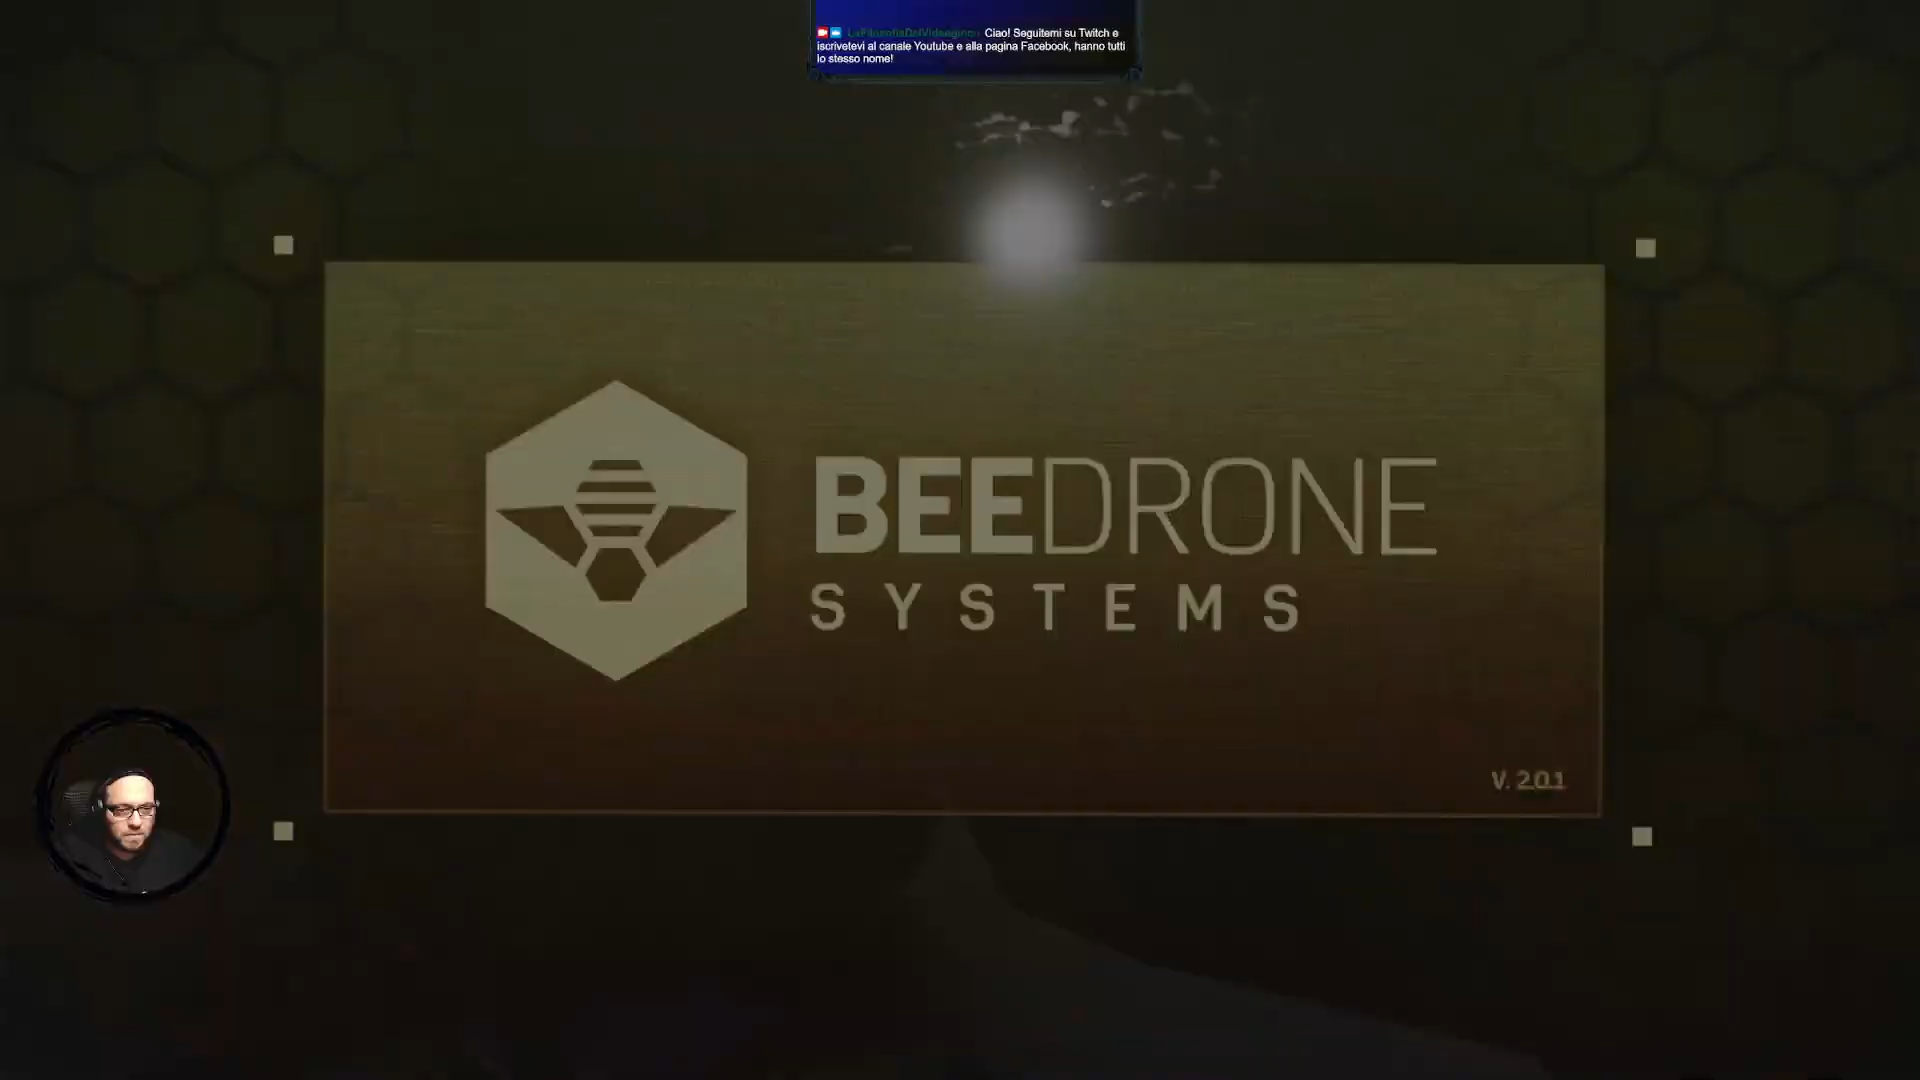 LaFilosofiaDelVideogioco Ciao! Seguitemi su Twitch e
iscrivetevi al canale Youtube e alla pagina Facebook, hanno tutti
lo stesso nome!
BEEDRONE
SYSTEMS
V. 2.0.1